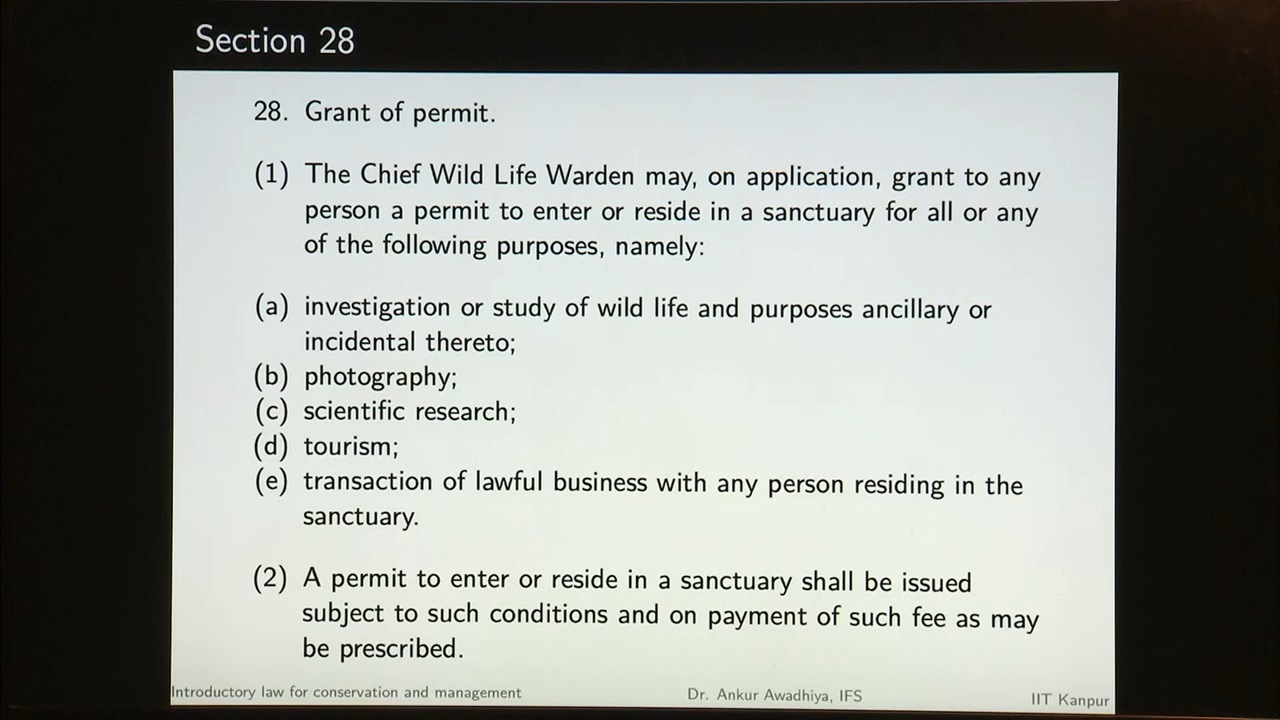 Section 28
28. Grant of permit.
(1) The Chief Wild Life Warden may, on application, grant to any
person a permit to enter or reside in a sanctuary for all or any
of the following purposes, namely:
(a) investigation or study of wild life and purposes ancillary or
incidental thereto;
(b) photography;
(c) scientific research;
(d) tourism;
(e) transaction of lawful business with any person residing in the
sanctuary.
(2) A permit to enter or reside in a sanctuary shall be issued
subject to such conditions and on payment of such fee as may
be prescribed.
Introductory law for conservation and management Dr. Ankur Awadhiya, IFS IIT Kanpur